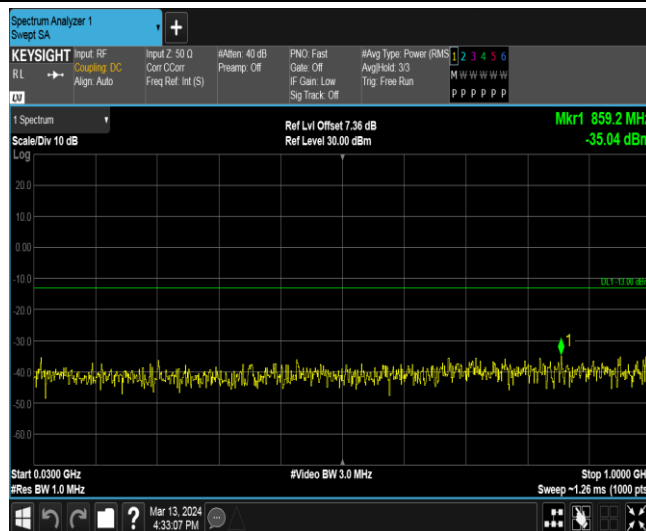 Spectrum Analyzer 1
Swept SA
+
KEYSIGHT Input: RF Input Z: 50 Ω #Atten: 40 dB PNO: Fast #Avg Type: Power (RMS 1 2 3 4 5 6
RL Coupling: DC Corr CCorr Preamp: Off Gate: Off Avg|Hold: 3/3 M W W W W W
Align: Auto Freq Ref: Int (S) IF Gain: Low Trig: Free Run
Sig Track: Off P P P P P P
LXI
1 Spectrum Ref Lvl Offset 7.36 dB Mkr1 859.2 MHz
Scale/Div 10 dB Ref Level 30.00 dBm -35.04 dBm
Log
20.0
10.0
0.00
-10.0
DL1 -13.00 dBm
-20.0
-30.0
1
-40.0
-50.0
-60.0
Start 0.0300 GHz #Video BW 3.0 MHz Stop 1.0000 GH
#Res BW 1.0 MHz Sweep ~1.26 ms (1000 pts
? Mar 13, 2024
4:33:07 PM